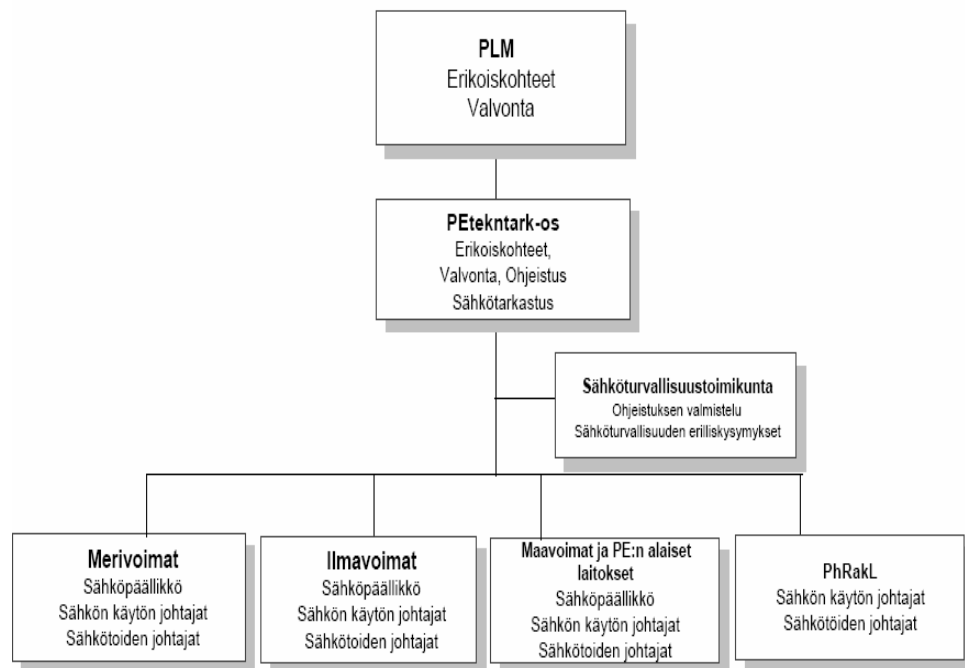 PLM
Erikoiskohteet
Valvonta
PEtekntark-os
Erikoiskohteet,
Valvonta, Ohjeistus
Sähkötarkastus
Sähköturvallisuustoimikunta
Ohjeistuksen valmistelu
Sähköturvallisuuden erilliskysymykset
Merivoimat
Sähköpäällikkö
Sähkön käytön johtajat
Sähkötoiden johtajat
Ilmavoimat
Sähköpäällikkö
Sähkön käytön johtajat
Sähkötoiden johtajat
Maavoimat ja PE:n alaiset
laitokset
Sähköpäällikkö
Sähkön käytön johtajat
Sähkötoiden johtajat
PhRakL
Sähkön käytön johtajat
Sähkötöiden johtajat